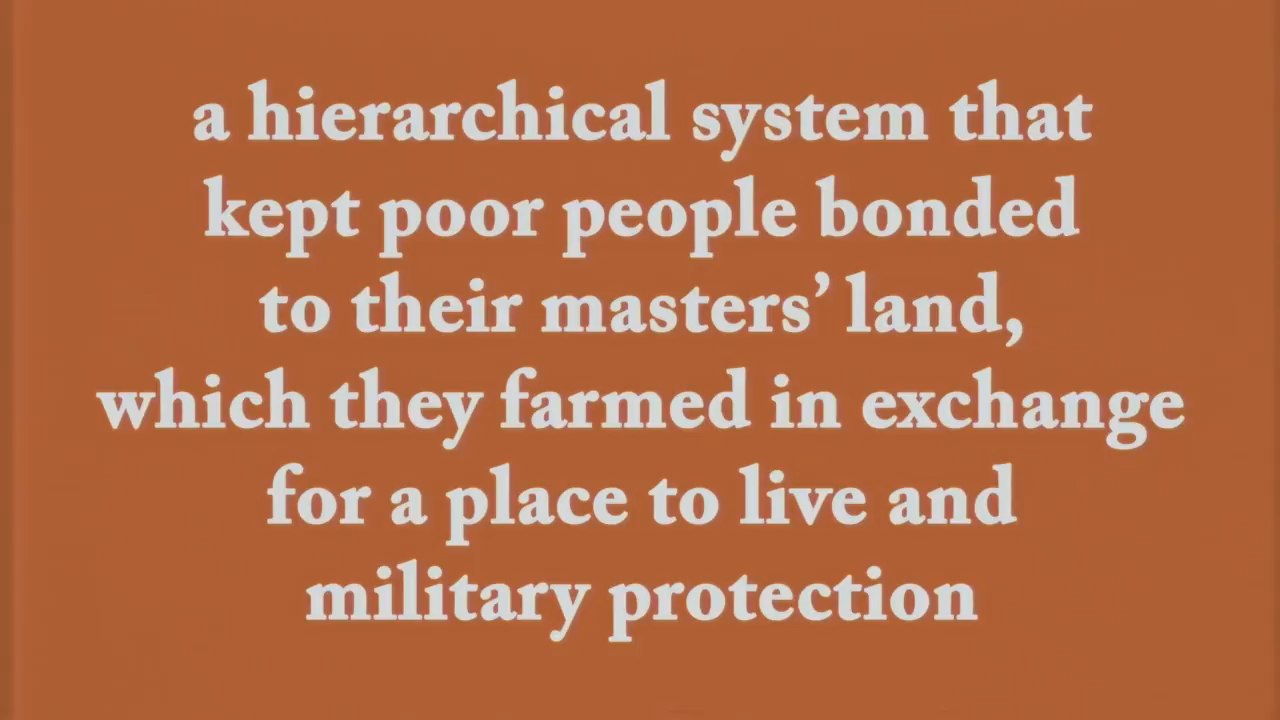 a hierarchical system that
kept poor people bonded
to their masters’ land,
which they farmed in exchange
for a place to live and
military protection